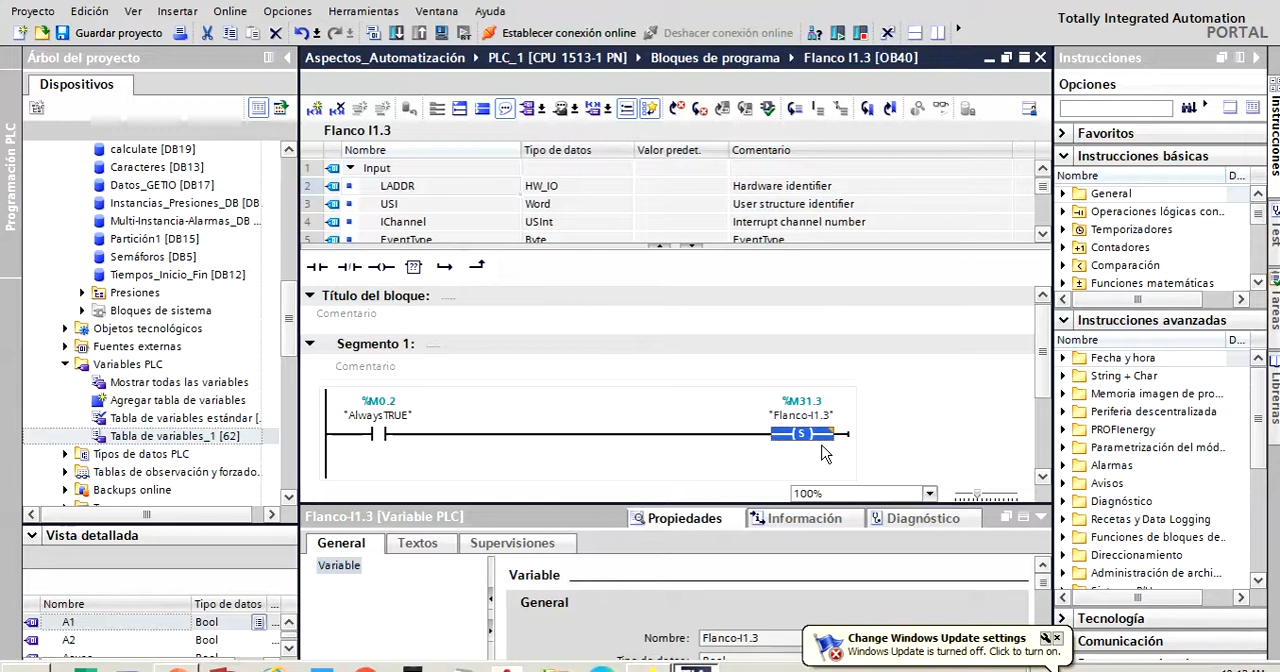 Proyecto Edición Ver Insertar Online Opciones Herramientas Ventana Ayuda
Totally Integrated Automation
PORTAL
Guardar proyecto Establecer conexión online Deshacer conexión online
Árbol del proyecto
Dispositivos
Programación PLC
calculate [DB19]
Caracteres [DB13]
Datos_GETIO [DB17]
Instancias_Presiones_DB [DB...
Multi-Instancia-Alarmas_DB ...
Partición1 [DB15]
Semáforos [DB5]
Tiempos_Inicio_Fin [DB12]
Presiones
Bloques de sistema
Objetos tecnológicos
Fuentes externas
Variables PLC
Mostrar todas las variables
Agregar tabla de variables
Tabla de variables estándar [...
Tabla de variables_1 [62]
Tipos de datos PLC
Tablas de observación y forzado...
Backups online
Vista detallada
Nombre Tipo de datos ...
A1 Bool
A2 Bool
Aspectos_Automatización PLC_1 [CPU 1513-1 PN] Bloques de programa Flanco I1.3 [OB40]
Flanco I1.3
Nombre Tipo de datos Valor predet. Comentario
1 Input
2 LADDR HW_IO Hardware identifier
3 USI Word User structure identifier
4 IChannel USInt Interrupt channel number
5 EventType Byte EventType
??
Título del bloque: .....
Comentario
Segmento 1: .....
Comentario
%M0.2 %M31.3
"AlwaysTRUE" "Flanco-I1.3"
( S )
100%
Flanco-I1.3 [Variable PLC]
Propiedades Información Diagnóstico
General Textos Supervisiones
Variable
Variable
General
Nombre: Flanco-I1.3
Bool
Change Windows Update settings
Windows Update is turned off. Click to turn on.
Instrucciones
Opciones
Favoritos
Instrucciones básicas
Nombre D...
General
Operaciones lógicas con...
Temporizadores
Contadores
Comparación
Funciones matemáticas
Instrucciones avanzadas
Nombre D...
Fecha y hora
String + Char
Memoria imagen de pro...
Periferia descentralizada
PROFIenergy
Parametrización del mód...
Alarmas
Avisos
Diagnóstico
Recetas y Data Logging
Funciones de bloques de...
Direccionamiento
Administración de archi...
Tecnología
Comunicación
Instrucciones
Test
Tareas
Librerías